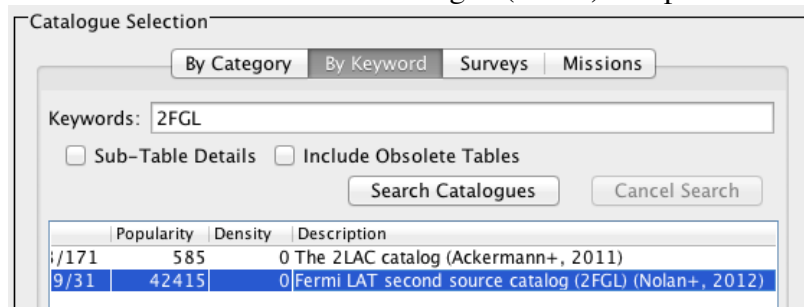 Catalogue Selection
By Category By Keyword Surveys Missions
Keywords: 2FGL
Sub-Table Details Include Obsolete Tables
Search Catalogues Cancel Search
Popularity Density Description
/171 585 0 The 2LAC catalog (Ackermann+, 2011)
9/31 42415 0 Fermi LAT second source catalog (2FGL) (Nolan+, 2012)